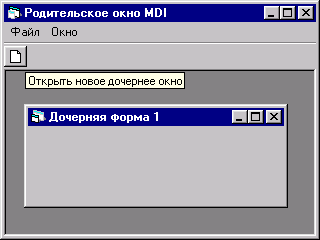 Родительское окно MDI
Файл Окно
Открыть новое дочернее окно
Дочерняя форма 1